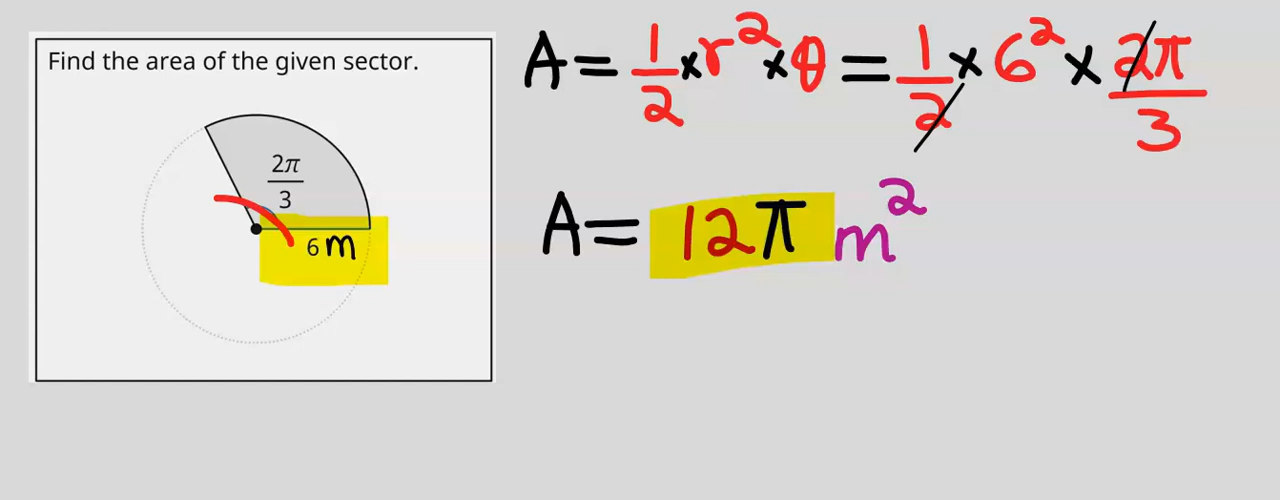 Find the area of the given sector.
2π
3
6 m
A = 1/2 × r² × θ = 1/2 × 6² × 2π/3
A = 12π m²